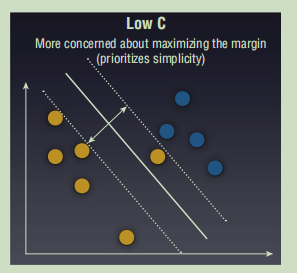 Low C
More concerned about maximizing the margin
(prioritizes simplicity)